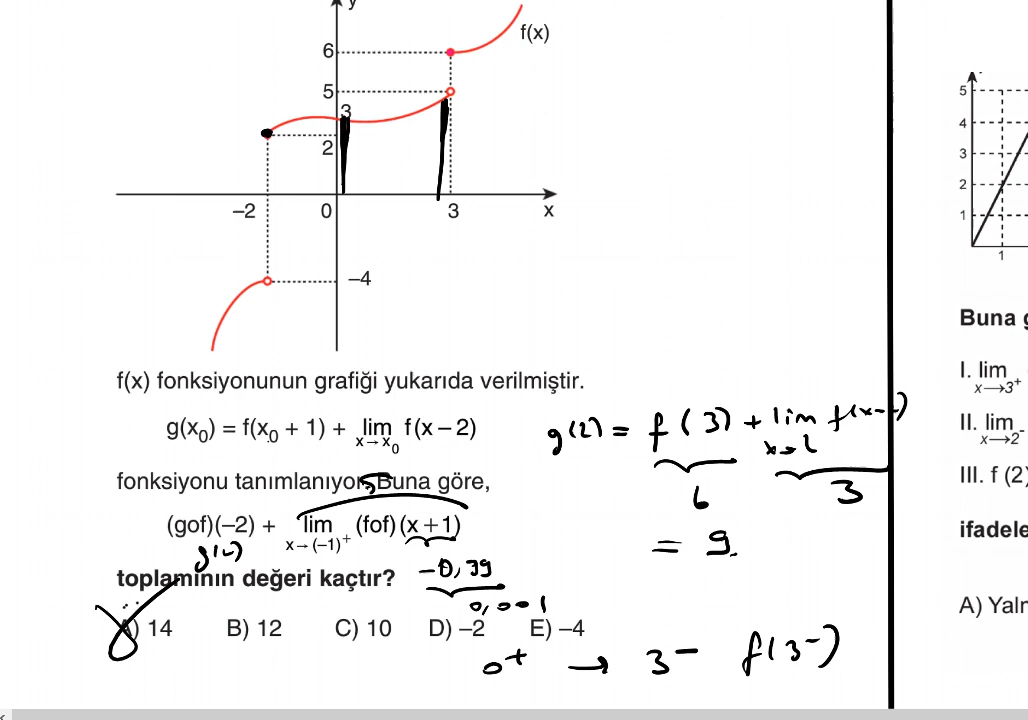 y
f(x)
6
5
3
2
−2 0 3 x
−4
f(x) fonksiyonunun grafiği yukarıda verilmiştir.
g(x₀) = f(x₀ + 1) + lim f(x − 2)
x→x₀
g(2) = f(3) + lim f(x-
x→2
6 3
= 9.
fonksiyonu tanımlanıyor. Buna göre,
5
(gof)(−2) + lim (fof)(x+1)
x→(−1)⁺
g(2)
toplamının değeri kaçtır?
-0,99
0,001
A) 14 B) 12 C) 10 D) −2 E) −4
0⁺ → 3⁻ f(3⁻)
5
4
3
2
1
1
Buna
I. lim
x→3⁺
II. lim
x→2⁻
III. f (2)
ifadele
A) Yaln